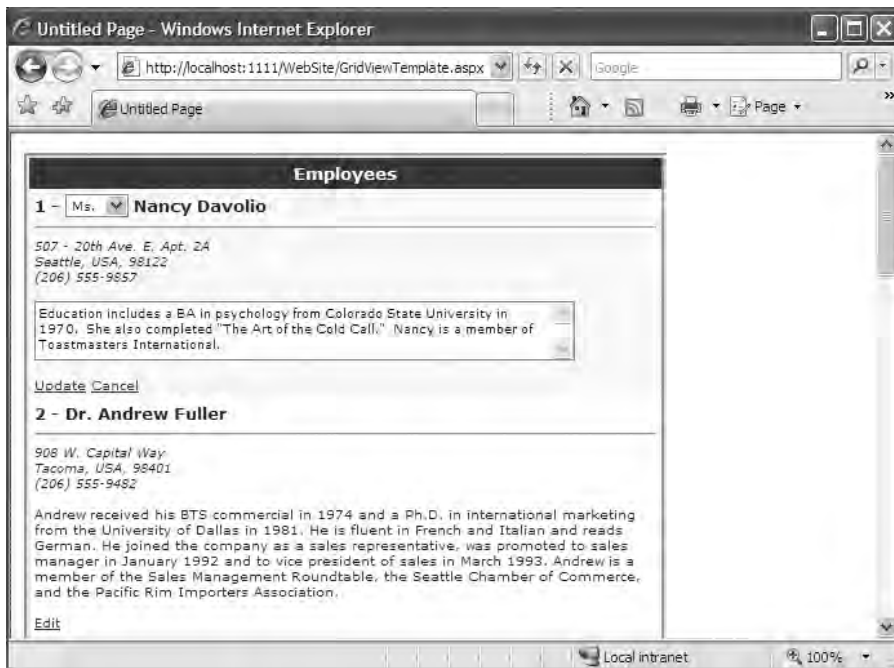 Untitled Page - Windows Internet Explorer
http://localhost:1111/WebSite/GridViewTemplate.aspx
Google
Untitled Page
Page
»
Employees
1 - Ms. Nancy Davolio
507 - 20th Ave. E. Apt. 2A
Seattle, USA, 98122
(206) 555-9857
Education includes a BA in psychology from Colorado State University in
1970. She also completed "The Art of the Cold Call." Nancy is a member of
Toastmasters International.
Update Cancel
2 - Dr. Andrew Fuller
908 W. Capital Way
Tacoma, USA, 98401
(206) 555-9482
Andrew received his BTS commercial in 1974 and a Ph.D. in international marketing
from the University of Dallas in 1981. He is fluent in French and Italian and reads
German. He joined the company as a sales representative, was promoted to sales
manager in January 1992 and to vice president of sales in March 1993. Andrew is a
member of the Sales Management Roundtable, the Seattle Chamber of Commerce,
and the Pacific Rim Importers Association.
Edit
Local intranet
100%